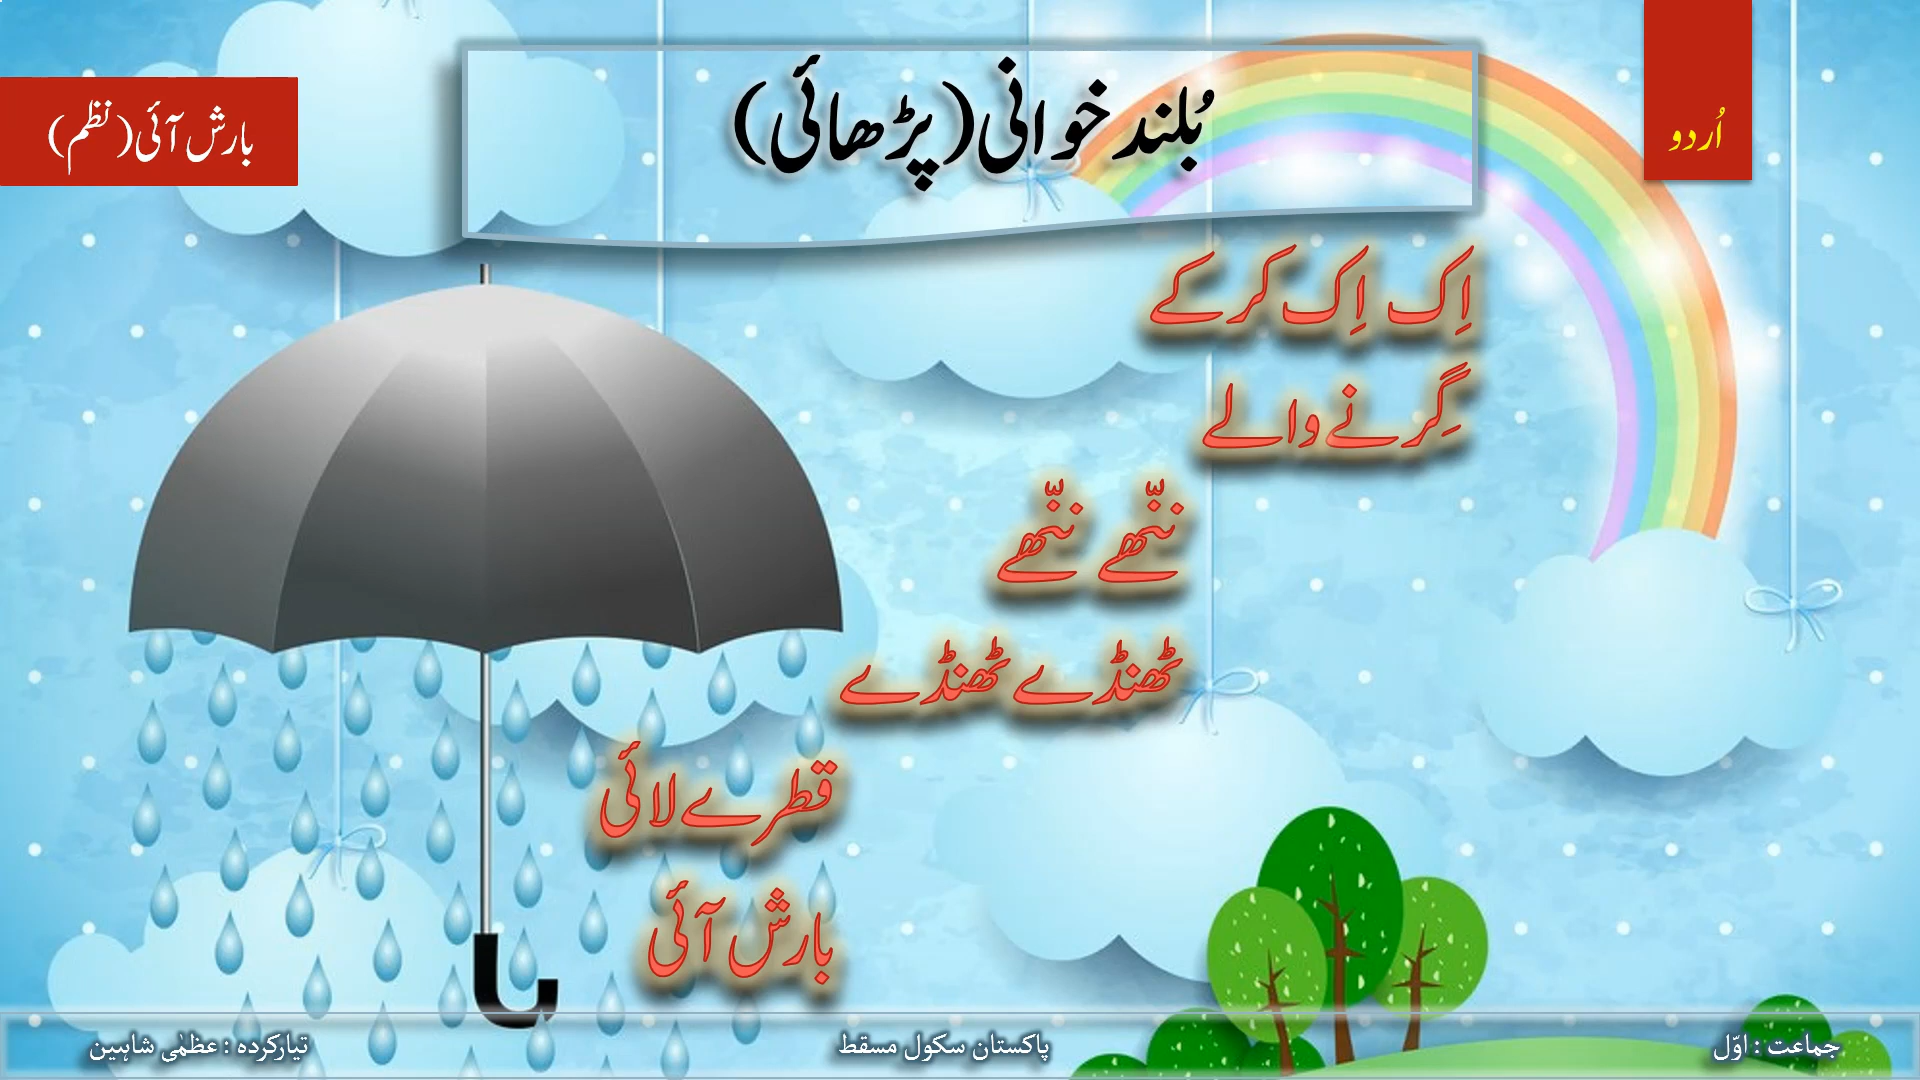 اُردو
بُلند خوانی(پڑھائی)
بارش آئی(نظم)
اِک اِک کر کے
گِرنے والے
ننّھے ننّھے
ٹھنڈے ٹھنڈے
قطرے لائی
بارش آئی
جماعت : اوّل
پاکستان سکول مسقط
تیارکردہ : عظمٰی شاہین